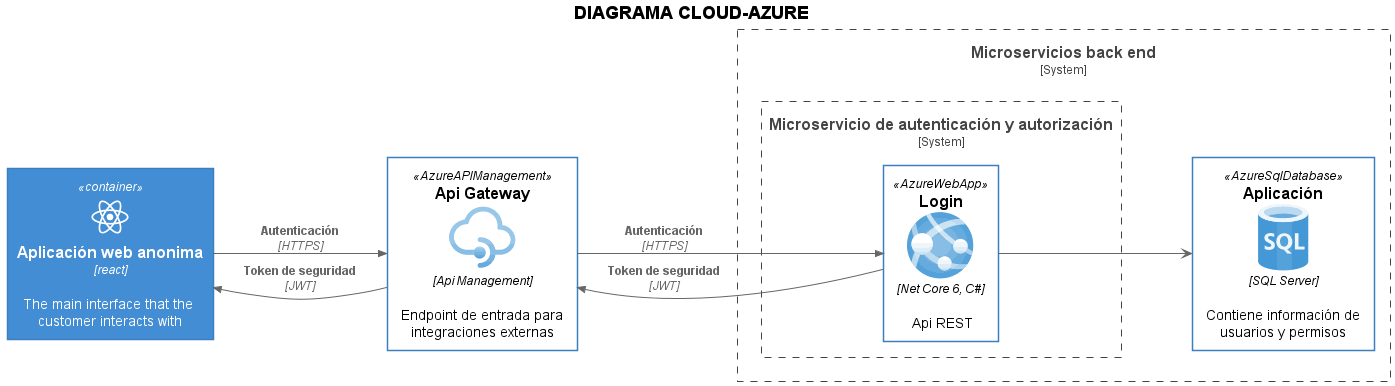 DIAGRAMA CLOUD-AZURE
Microservicios back end
[System]
Microservicio de autenticación y autorización
[System]
«container»
Aplicación web anonima
[react]
The main interface that the
customer interacts with
Autenticación
[HTTPS]
Token de seguridad
[JWT]
«AzureAPIManagement»
Api Gateway
[Api Management]
Endpoint de entrada para
integraciones externas
Autenticación
[HTTPS]
Token de seguridad
[JWT]
«AzureWebApp»
Login
[Net Core 6, C#]
Api REST
«AzureSqlDatabase»
Aplicación
SQL
[SQL Server]
Contiene información de
usuarios y permisos